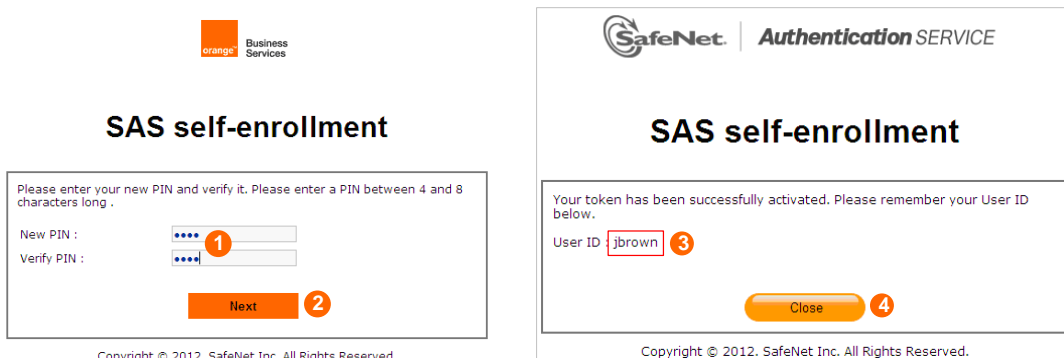 orange™ Business
Services
SAS self-enrollment
Please enter your new PIN and verify it. Please enter a PIN between 4 and 8
characters long .
New PIN : ••••
1
Verify PIN : ••••
Next 2
Copyright © 2012. SafeNet Inc. All Rights Reserved.
SafeNet. | Authentication SERVICE
SAS self-enrollment
Your token has been successfully activated. Please remember your User ID
below.
User ID : jbrown 3
Close 4
Copyright © 2012. SafeNet Inc. All Rights Reserved.